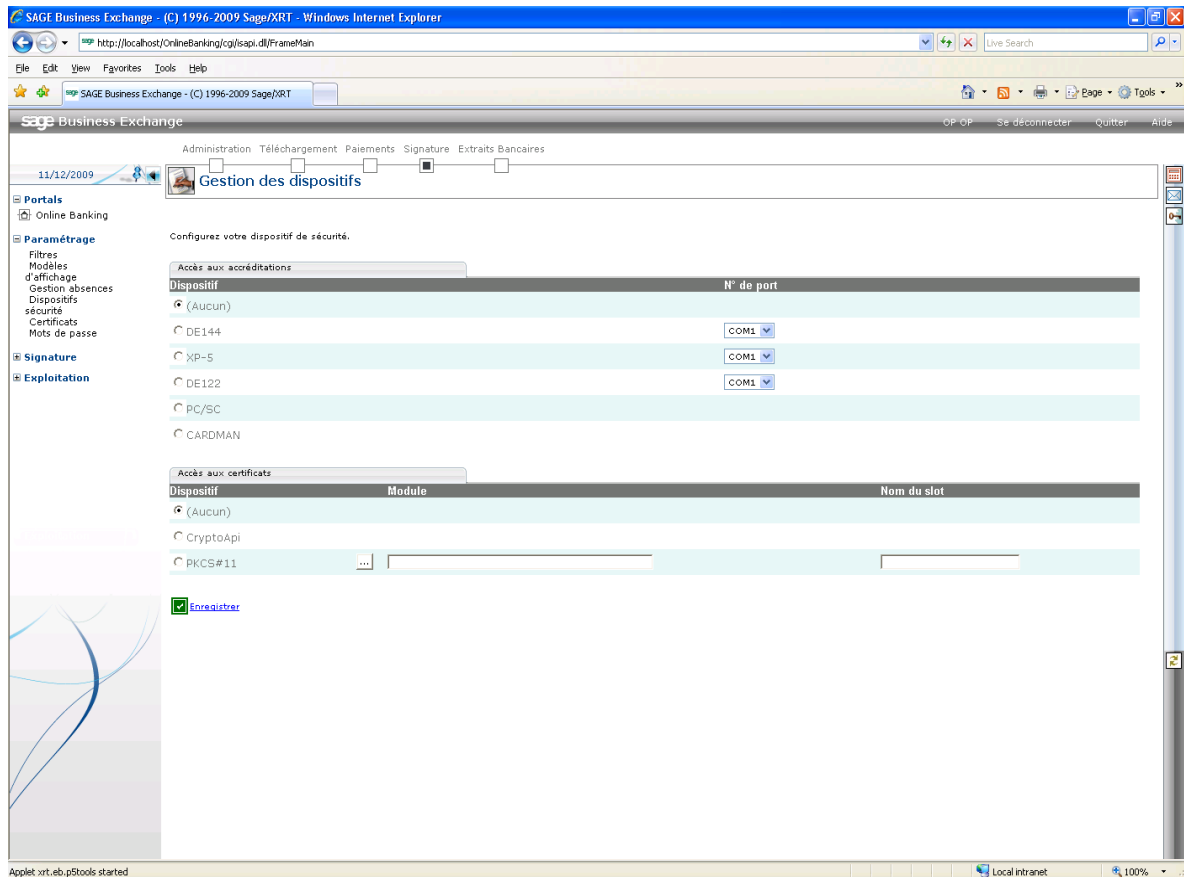 SAGE Business Exchange - (C) 1996-2009 Sage/XRT - Windows Internet Explorer
http://localhost/OnlineBanking/cgi/isapi.dll/FrameMain
Live Search
File Edit View Favorites Tools Help
SAGE Business Exchange - (C) 1996-2009 Sage/XRT
Page Tools
sage Business Exchange
OP OP Se déconnecter Quitter Aide
Administration Téléchargement Paiements Signature Extraits Bancaires
11/12/2009
Gestion des dispositifs
Portals
Online Banking
Paramétrage
Filtres
Modèles
d'affichage
Gestion absences
Dispositifs
sécurité
Certificats
Mots de passe
Signature
Exploitation
Configurez votre dispositif de sécurité.
Accès aux accréditations
Dispositif N° de port
(Aucun)
DE144 COM1
XP-5 COM1
DE122 COM1
PC/SC
CARDMAN
Accès aux certificats
Dispositif Module Nom du slot
(Aucun)
CryptoApi
PKCS#11 ...
Enregistrer
Applet xrt.eb.p5tools started
Local intranet
100%